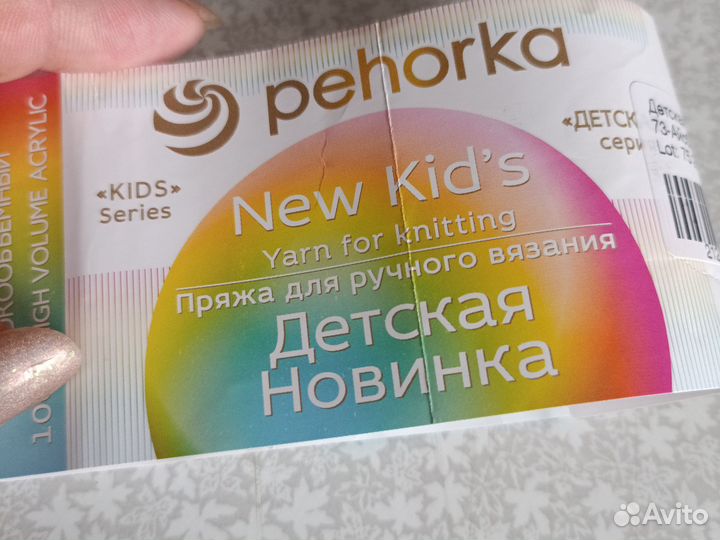 pehorka
«KIDS»
Series
New Kid's
Yarn for knitting
Пряжа для ручного вязания
Детская
Новинка
HIGH VOLUME ACRYLIC
Avito